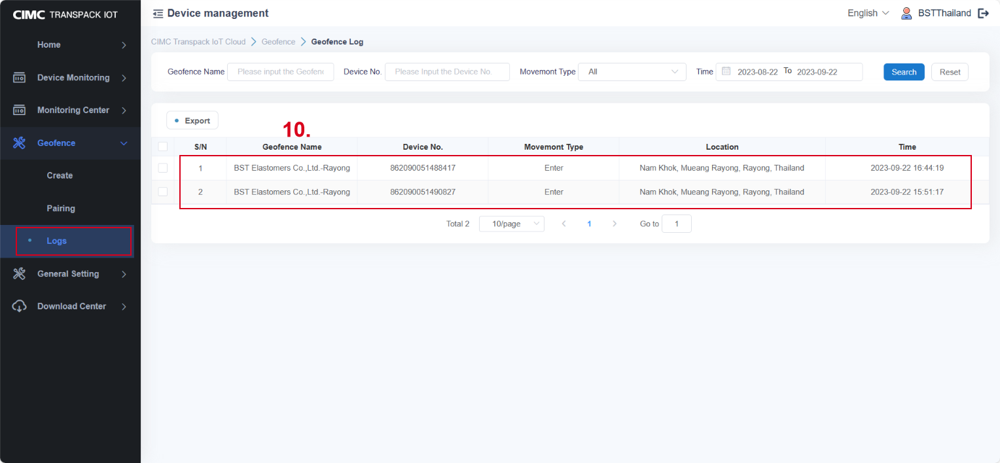 CIMC TRANSPACK IOT
Home
Device Monitoring
Monitoring Center
Geofence
Create
Pairing
Logs
General Setting
Download Center
Device management
English
BSTThailand
CIMC Transpack IoT Cloud Geofence Geofence Log
Geofence Name Please input the Geofenc Device No. Please Input the Device No. Movemont Type All Time 2023-08-22 To 2023-09-22 Search Reset
Export
10.
S/N Geofence Name Device No. Movemont Type Location Time
1 BST Elastomers Co.,Ltd.-Rayong 862090051488417 Enter Nam Khok, Mueang Rayong, Rayong, Thailand 2023-09-22 16:44:19
2 BST Elastomers Co.,Ltd.-Rayong 862090051490827 Enter Nam Khok, Mueang Rayong, Rayong, Thailand 2023-09-22 15:51:17
Total 2 10/page 1 Go to 1